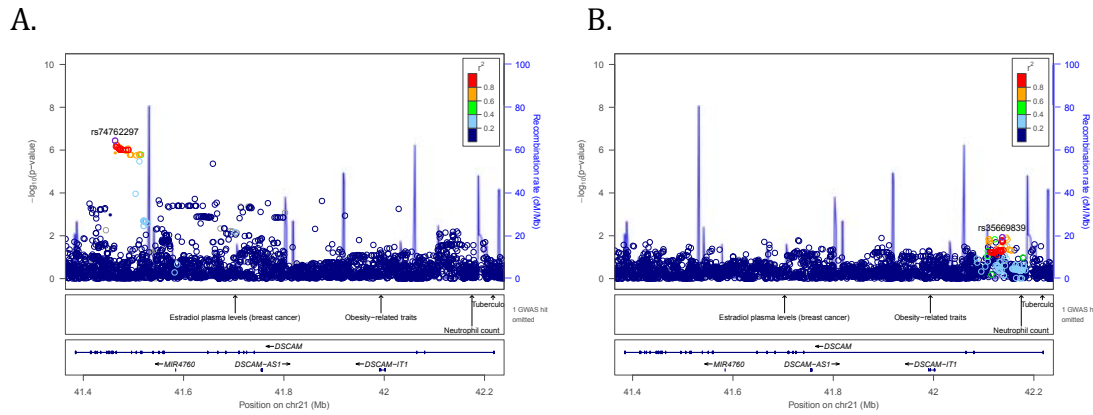 A.
10
8
6
4
2
0
−log10(p−value)
100
80
60
40
20
0
Recombination rate (cM/Mb)
r2
0.8
0.6
0.4
0.2
rs74762297
Tuberculo
Estradiol plasma levels (breast cancer)
Obesity−related traits
Neutrophil count
1 GWAS hit
omitted
DSCAM
MIR4760
DSCAM−AS1
DSCAM−IT1
41.4
41.6
41.8
42
42.2
Position on chr21 (Mb)
B.
10
8
6
4
2
0
−log10(p−value)
100
80
60
40
20
0
Recombination rate (cM/Mb)
r2
0.8
0.6
0.4
0.2
rs35669839
Tuberculo
Estradiol plasma levels (breast cancer)
Obesity−related traits
Neutrophil count
1 GWAS hit
omitted
DSCAM
MIR4760
DSCAM−AS1
DSCAM−IT1
41.4
41.6
41.8
42
42.2
Position on chr21 (Mb)